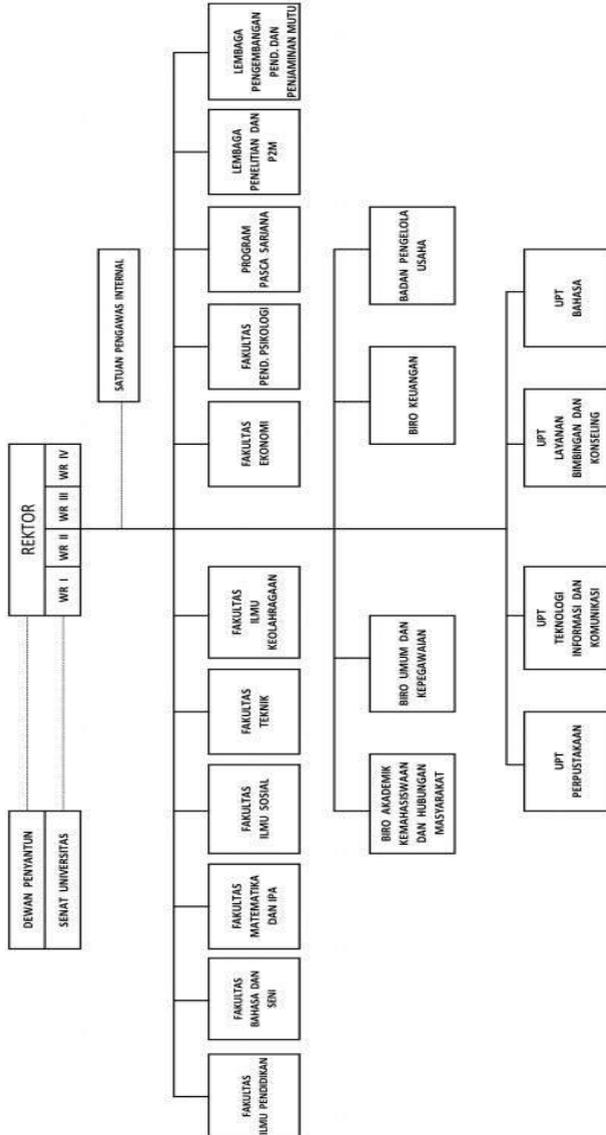 DEWAN PENYANTUN
SENAT UNIVERSITAS
REKTOR
WR I
WR II
WR III
WR IV
SATUAN PENGAWAS INTERNAL
FAKULTAS
ILMU PENDIDIKAN
FAKULTAS
BAHASA DAN
SENI
FAKULTAS
MATEMATIKA
DAN IPA
FAKULTAS
ILMU SOSIAL
FAKULTAS
TEKNIK
FAKULTAS
ILMU
KEOLAHRAGAAN
FAKULTAS
EKONOMI
FAKULTAS
PEND. PSIKOLOGI
PROGRAM
PASCA SARJANA
LEMBAGA
PENELITIAN DAN
P2M
LEMBAGA
PENGEMBANGAN
PEND. DAN
PENJAMINAN MUTU
BIRO AKADEMIK
KEMAHASISWAAN
DAN HUBUNGAN
MASYARAKAT
BIRO UMUM DAN
KEPEGAWAIAN
BIRO KEUANGAN
BADAN PENGELOLA
USAHA
UPT
PERPUSTAKAAN
UPT
TEKNOLOGI
INFORMASI DAN
KOMUNIKASI
UPT
LAYANAN
BIMBINGAN DAN
KONSELING
UPT
BAHASA